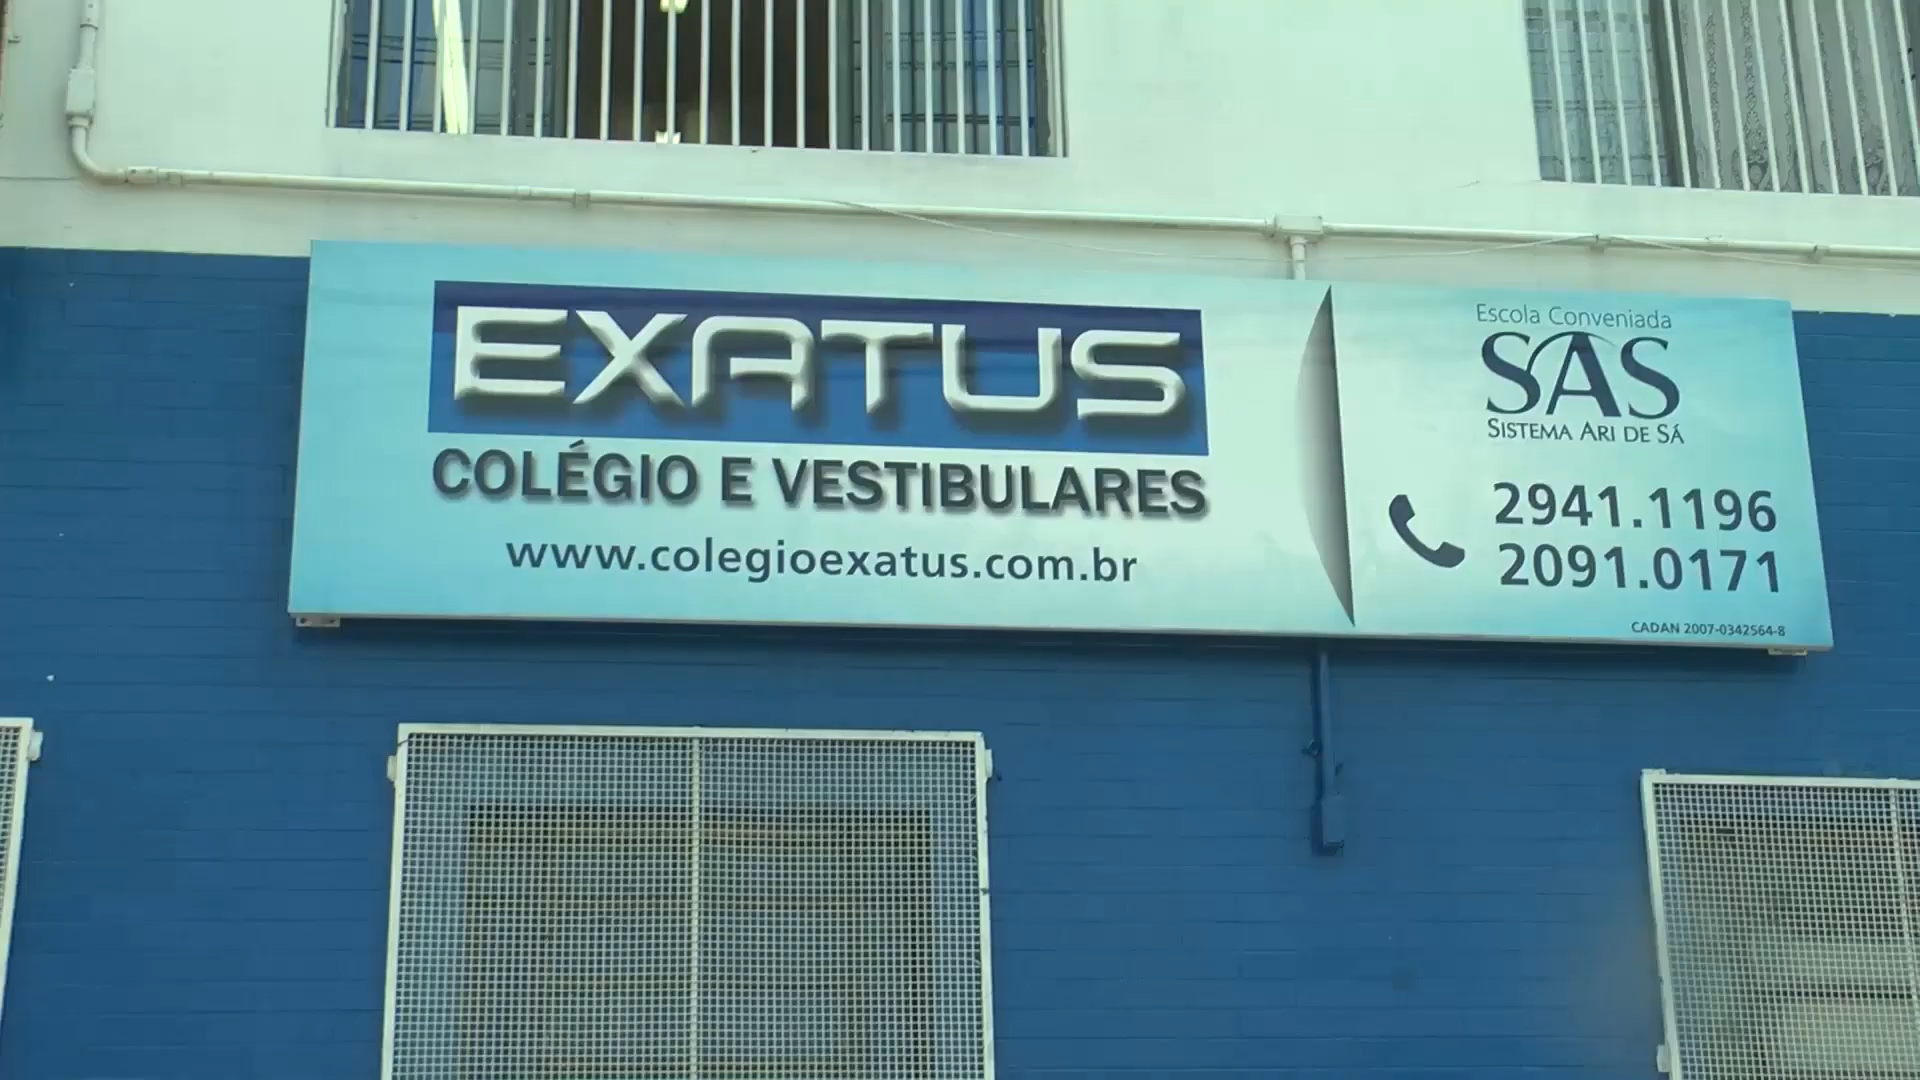 EXATUS
COLÉGIO E VESTIBULARES
www.colegioexatus.com.br
Escola Conveniada
SAS
SISTEMA ARI DE SÁ
2941.1196
2091.0171
CADAN 2007-0342564-8